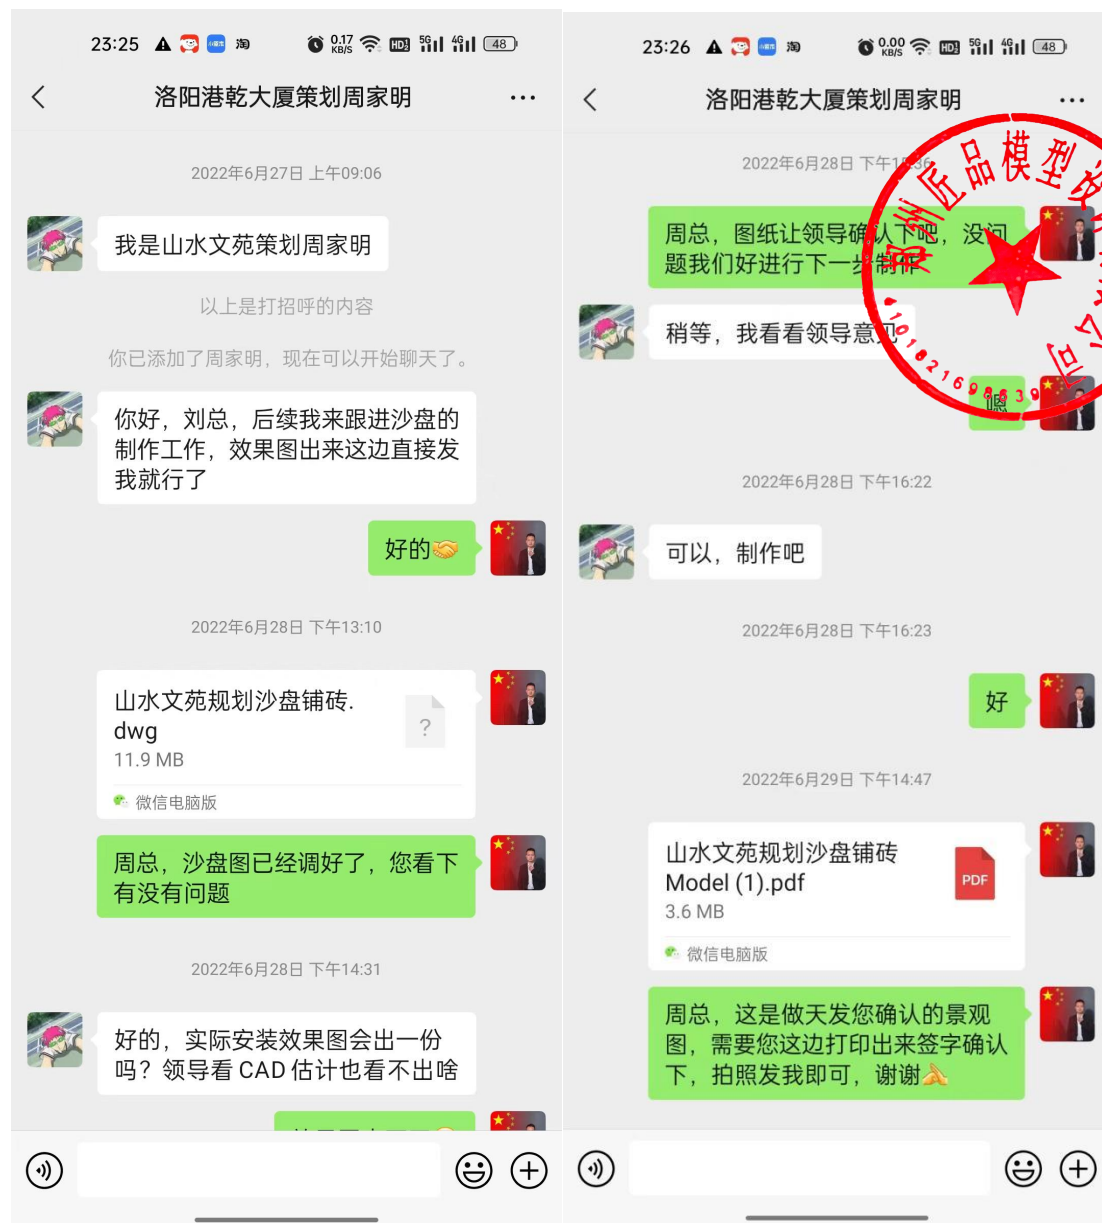 23:25
小爱音
淘
0.17
KB/S
HD
5G
4G
48
洛阳港乾大厦策划周家明
2022年6月27日 上午09:06
我是山水文苑策划周家明
以上是打招呼的内容
你已添加了周家明，现在可以开始聊天了。
你好，刘总，后续我来跟进沙盘的
制作工作，效果图出来这边直接发
我就行了
好的
2022年6月28日 下午13:10
山水文苑规划沙盘铺砖.
dwg
?
11.9 MB
微信电脑版
周总，沙盘图已经调好了，您看下
有没有问题
2022年6月28日 下午14:31
好的，实际安装效果图会出一份
吗？领导看 CAD 估计也看不出啥
23:26
淘
0.00
KB/S
HD
5G
4G
48
洛阳港乾大厦策划周家明
2022年6月28日 下午15:36
周总，图纸让领导确认下吧，没问
题我们好进行下一步制作
稍等，我看看领导意见
嗯
郑州匠品模型设
公司
2022年6月28日 下午16:22
可以，制作吧
2022年6月28日 下午16:23
好
2022年6月29日 下午14:47
山水文苑规划沙盘铺砖
Model (1).pdf
PDF
3.6 MB
微信电脑版
周总，这是做天发您确认的景观
图，需要您这边打印出来签字确认
下，拍照发我即可，谢谢